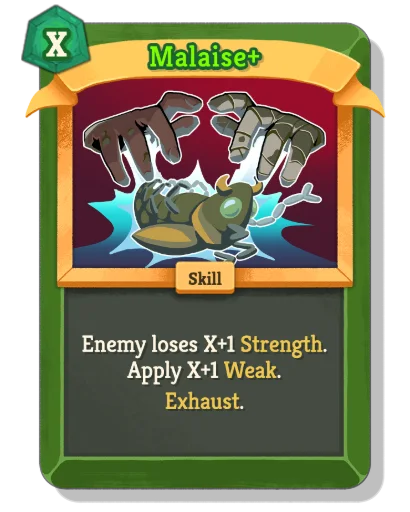 X
Malaise+
Skill
Enemy loses X+1 Strength.
Apply X+1 Weak.
Exhaust.